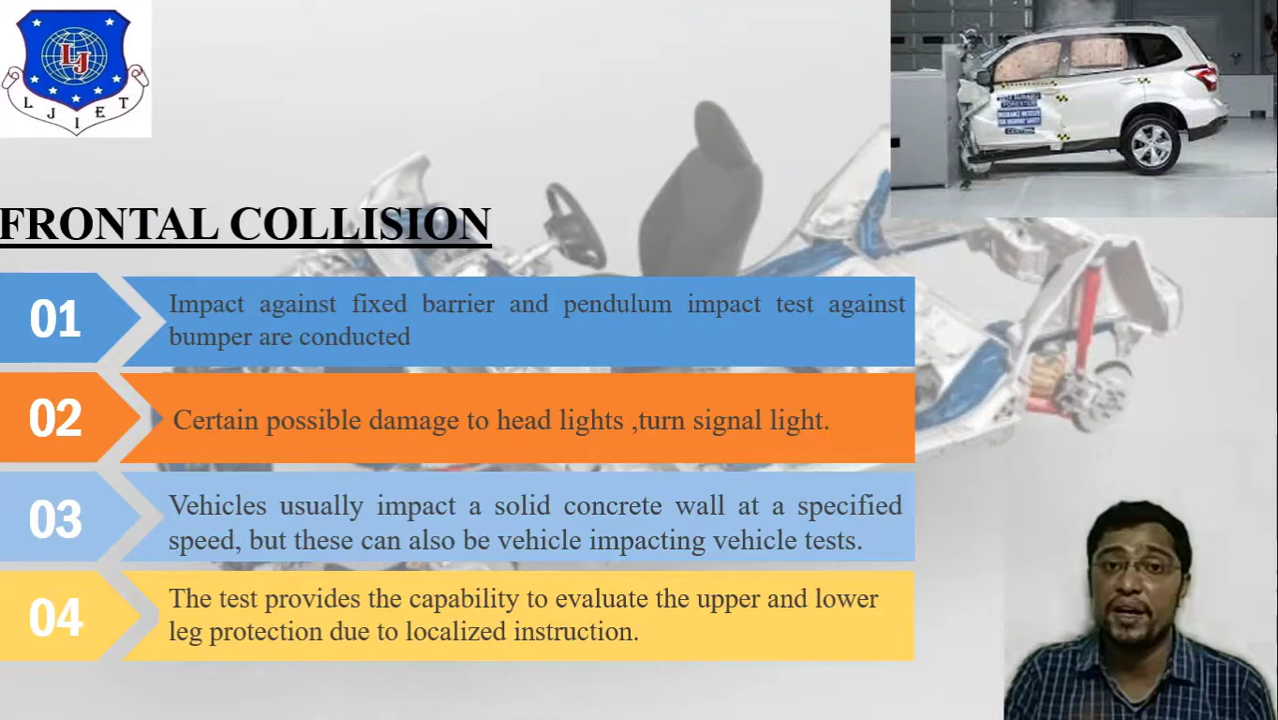 LJ
LJIET
FORESTER
FRONTAL COLLISION
01
Impact against fixed barrier and pendulum impact test against
bumper are conducted
02
Certain possible damage to head lights ,turn signal light.
03
Vehicles usually impact a solid concrete wall at a specified
speed, but these can also be vehicle impacting vehicle tests.
04
The test provides the capability to evaluate the upper and lower
leg protection due to localized instruction.